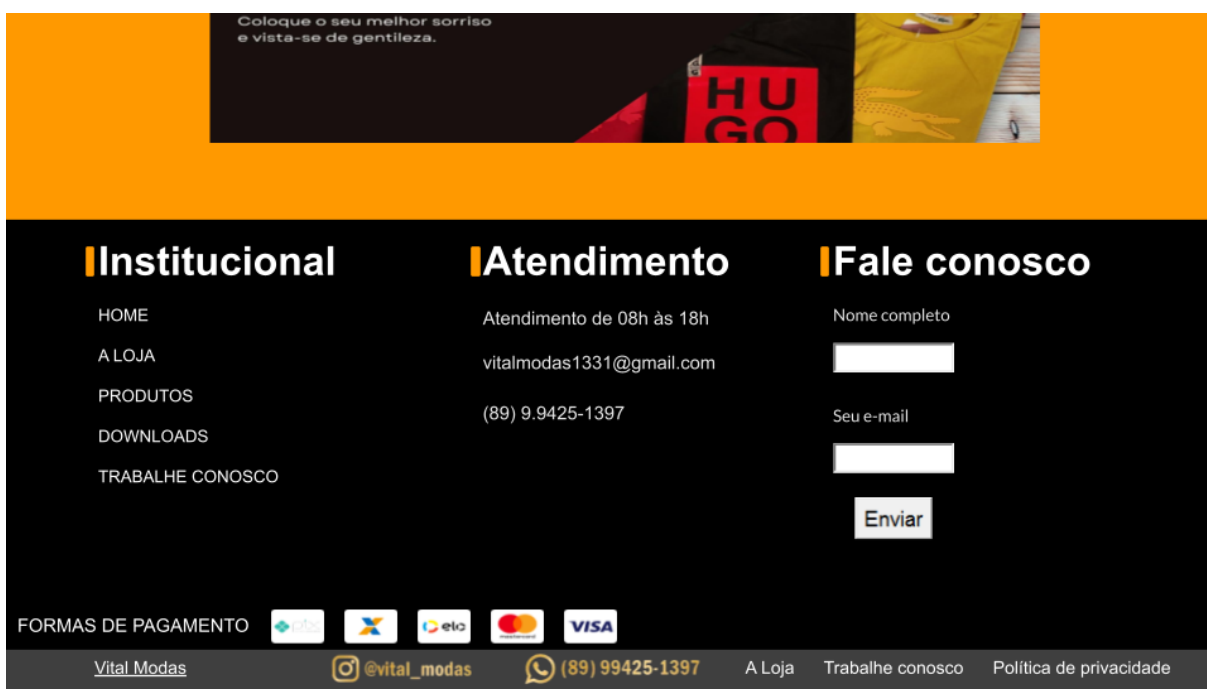 Coloque o seu melhor sorriso
e vista-se de gentileza.
HU
GO
Institucional
HOME
A LOJA
PRODUTOS
DOWNLOADS
TRABALHE CONOSCO
Atendimento
Atendimento de 08h às 18h
vitalmodas1331@gmail.com
(89) 9.9425-1397
Fale conosco
Nome completo
Seu e-mail
Enviar
FORMAS DE PAGAMENTO pix elo mastercard VISA
Vital Modas @vital_modas (89) 99425-1397 A Loja Trabalhe conosco Política de privacidade